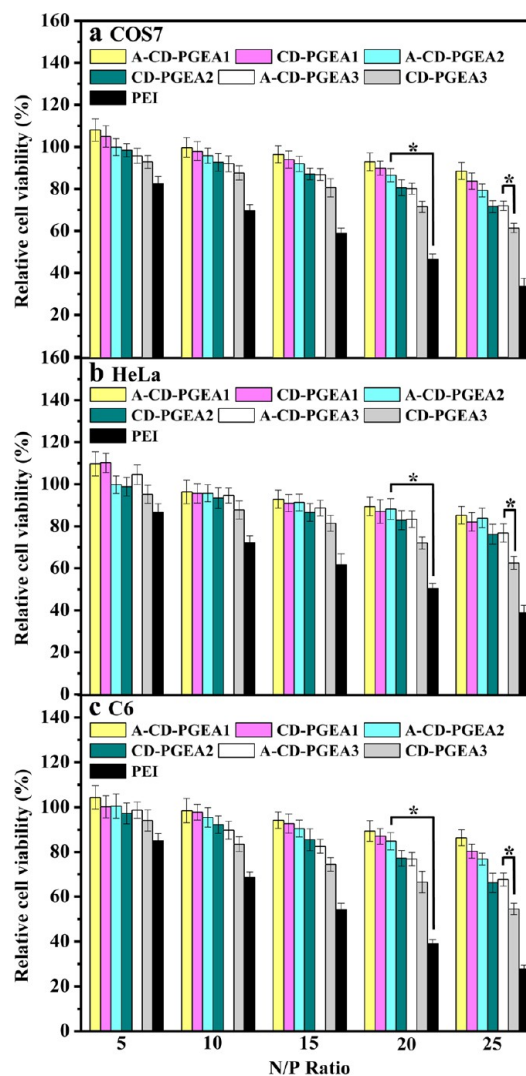 a COS7
A-CD-PGEA1 CD-PGEA1 A-CD-PGEA2
CD-PGEA2 A-CD-PGEA3 CD-PGEA3
PEI
Relative cell viability (%)
160
140
120
100
80
60
40
20
*
*
160
b HeLa
A-CD-PGEA1 CD-PGEA1 A-CD-PGEA2
CD-PGEA2 A-CD-PGEA3 CD-PGEA3
PEI
Relative cell viability (%)
140
120
100
80
60
40
20
0
*
*
c C6
A-CD-PGEA1 CD-PGEA1 A-CD-PGEA2
CD-PGEA2 A-CD-PGEA3 CD-PGEA3
PEI
Relative cell viability (%)
140
120
100
80
60
40
20
0
*
*
5 10 15 20 25
N/P Ratio